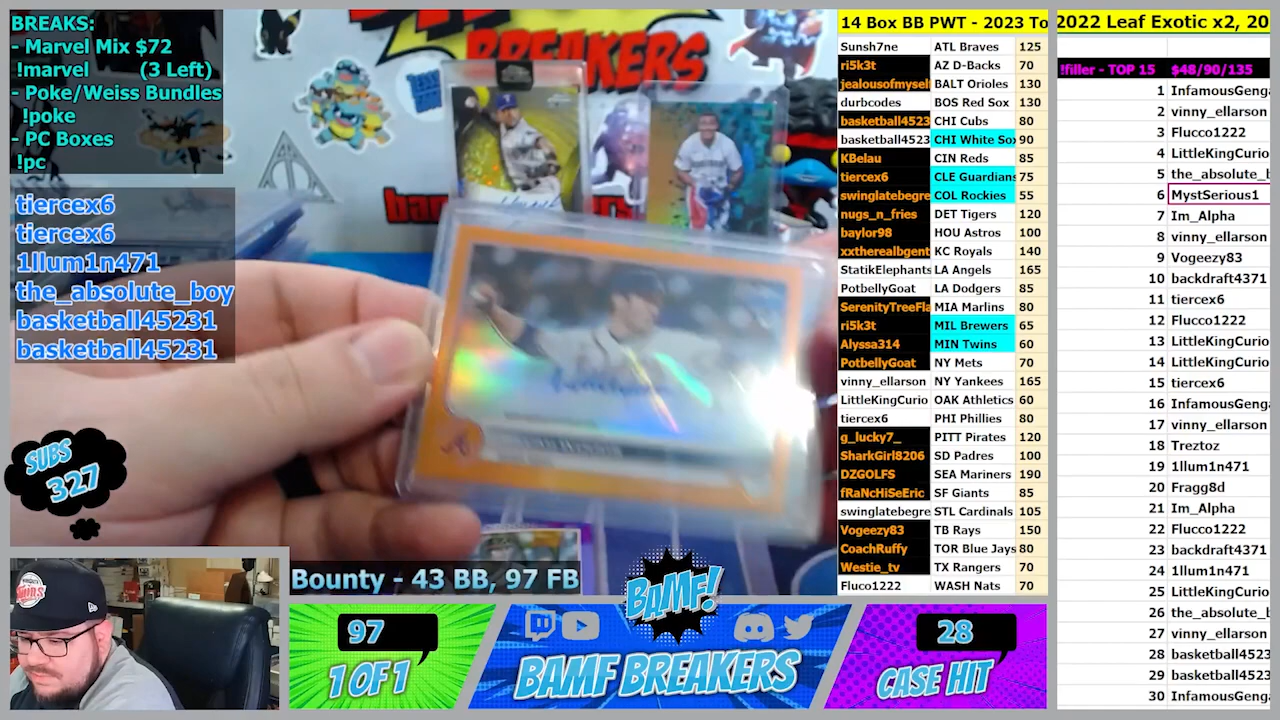 BREAKS:
- Marvel Mix $72
!marvel (3 Left)
- Poke/Weiss Bundles
!poke
- PC Boxes
!pc
tiercex6
tiercex6
1llum1n471
the_absolute_boy
basketball45231
basketball45231
SUBS
327
BREAKERS
Bounty - 43 BB, 97 FB
97
1 OF 1
BAMF!
BAMF BREAKERS
28
CASE HIT
14 Box BB PWT - 2023 To
Sunsh7ne ATL Braves 125
ri5k3t AZ D-Backs 70
jealousofmysel BALT Orioles 130
durbcodes BOS Red Sox 130
basketball4523 CHI Cubs 80
basketball4523 CHI White Sox 90
KBelau CIN Reds 85
tiercex6 CLE Guardians 75
swinglatebegre COL Rockies 55
nugs_n_fries DET Tigers 120
baylor98 HOU Astros 100
xxtherealbgent KC Royals 140
StatikElephants LA Angels 165
PotbellyGoat LA Dodgers 85
SerenityTreeFla MIA Marlins 80
ri5k3t MIL Brewers 65
Alyssa314 MIN Twins 60
PotbellyGoat NY Mets 70
vinny_ellarson NY Yankees 165
LittleKingCurio OAK Athletics 60
tiercex6 PHI Phillies 80
g_lucky7_ PITT Pirates 120
SharkGirl8206 SD Padres 100
DZGOLFS SEA Mariners 190
fRaNcHiSeEric SF Giants 85
swinglatebegre STL Cardinals 105
Vogeezy83 TB Rays 150
CoachRuffy TOR Blue Jays 80
Westie_tv TX Rangers 70
Fluco1222 WASH Nats 70
2022 Leaf Exotic x2, 20
!filler - TOP 15 $48/90/135
1 InfamousGenga
2 vinny_ellarson
3 Flucco1222
4 LittleKingCurio
5 the_absolute_b
6 MystSerious1
7 Im_Alpha
8 vinny_ellarson
9 Vogeezy83
10 backdraft4371
11 tiercex6
12 Flucco1222
13 LittleKingCurio
14 LittleKingCurio
15 tiercex6
16 InfamousGenga
17 vinny_ellarson
18 Treztoz
19 1llum1n471
20 Fragg8d
21 Im_Alpha
22 Flucco1222
23 backdraft4371
24 1llum1n471
25 LittleKingCurio
26 the_absolute_b
27 vinny_ellarson
28 basketball4523
29 basketball4523
30 InfamousGenga